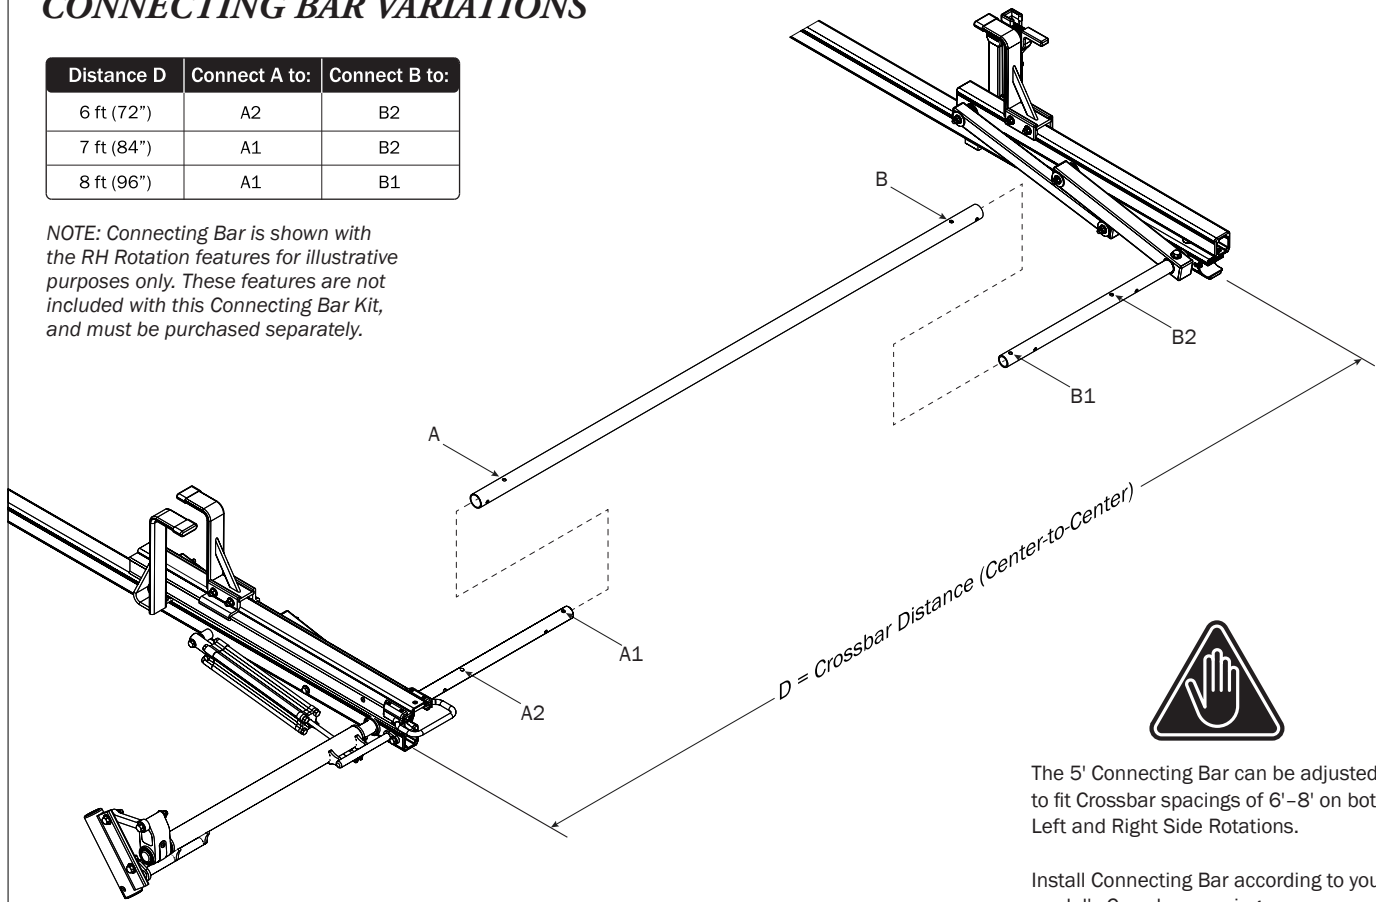 CONNECTING BAR VARIATIONS
Distance D Connect A to: Connect B to:
6 ft (72”) A2 B2
7 ft (84”) A1 B2
8 ft (96”) A1 B1
NOTE: Connecting Bar is shown with
the RH Rotation features for illustrative
purposes only. These features are not
included with this Connecting Bar Kit,
and must be purchased separately.
B
B2
B1
A
A1
A2
D = Crossbar Distance (Center-to-Center)
The 5' Connecting Bar can be adjusted
to fit Crossbar spacings of 6'–8' on bot
Left and Right Side Rotations.
Install Connecting Bar according to you